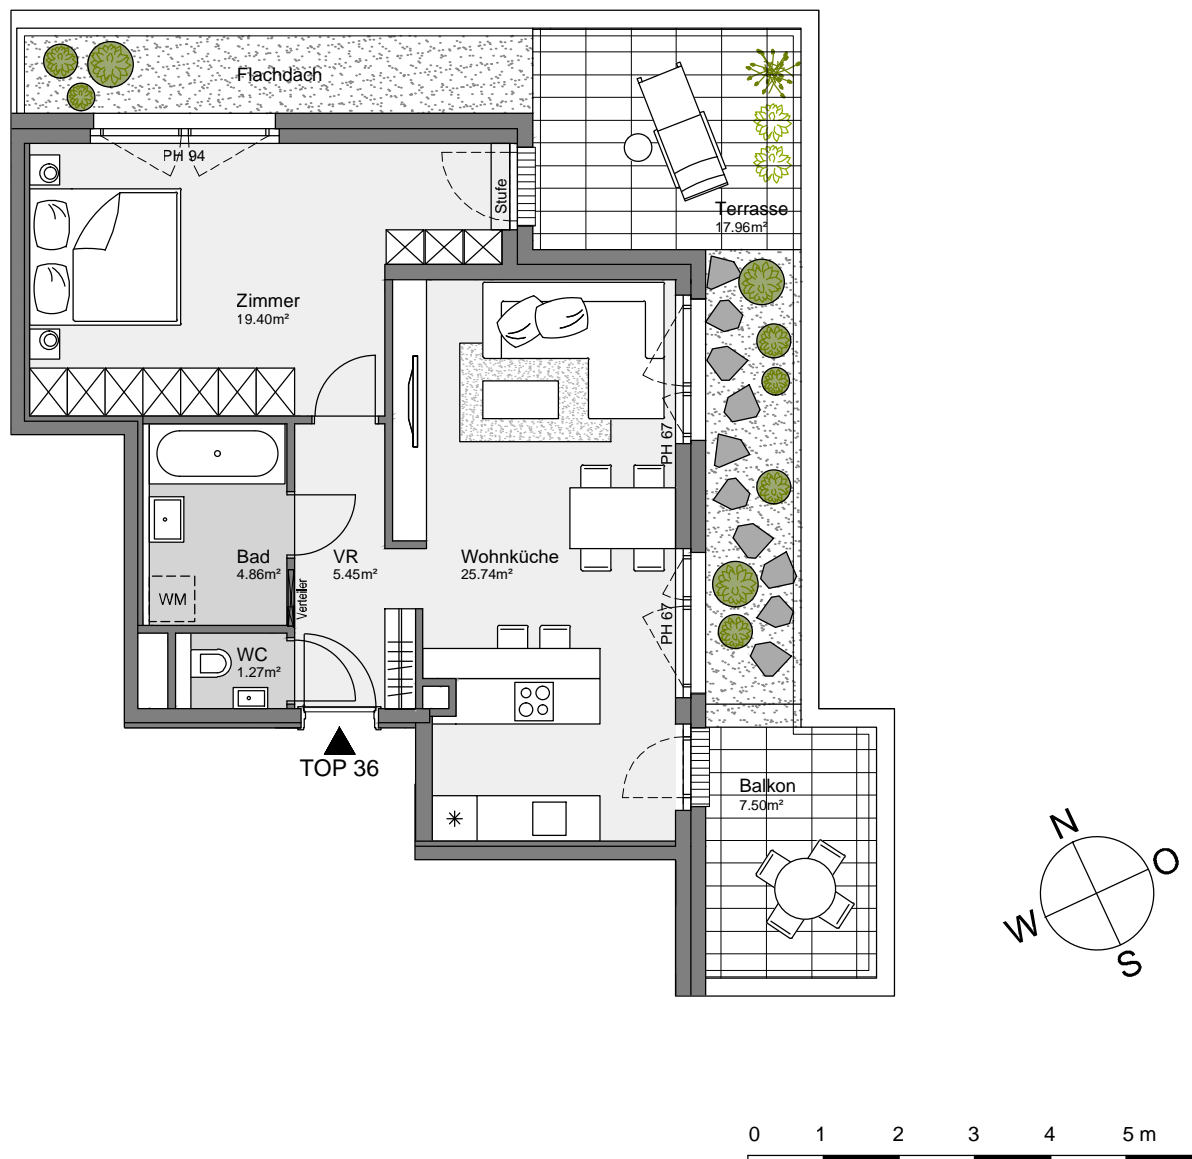 Flachdach
PH 94
Stufe
Terrasse
17.96m²
Zimmer
19.40m²
PH 67
Bad
4.86m²
VR
5.45m²
Wohnküche
25.74m²
WM
Verteiler
PH 67
WC
1.27m²
TOP 36
Balkon
7.50m²
N
O
W
S
0 1 2 3 4 5 m